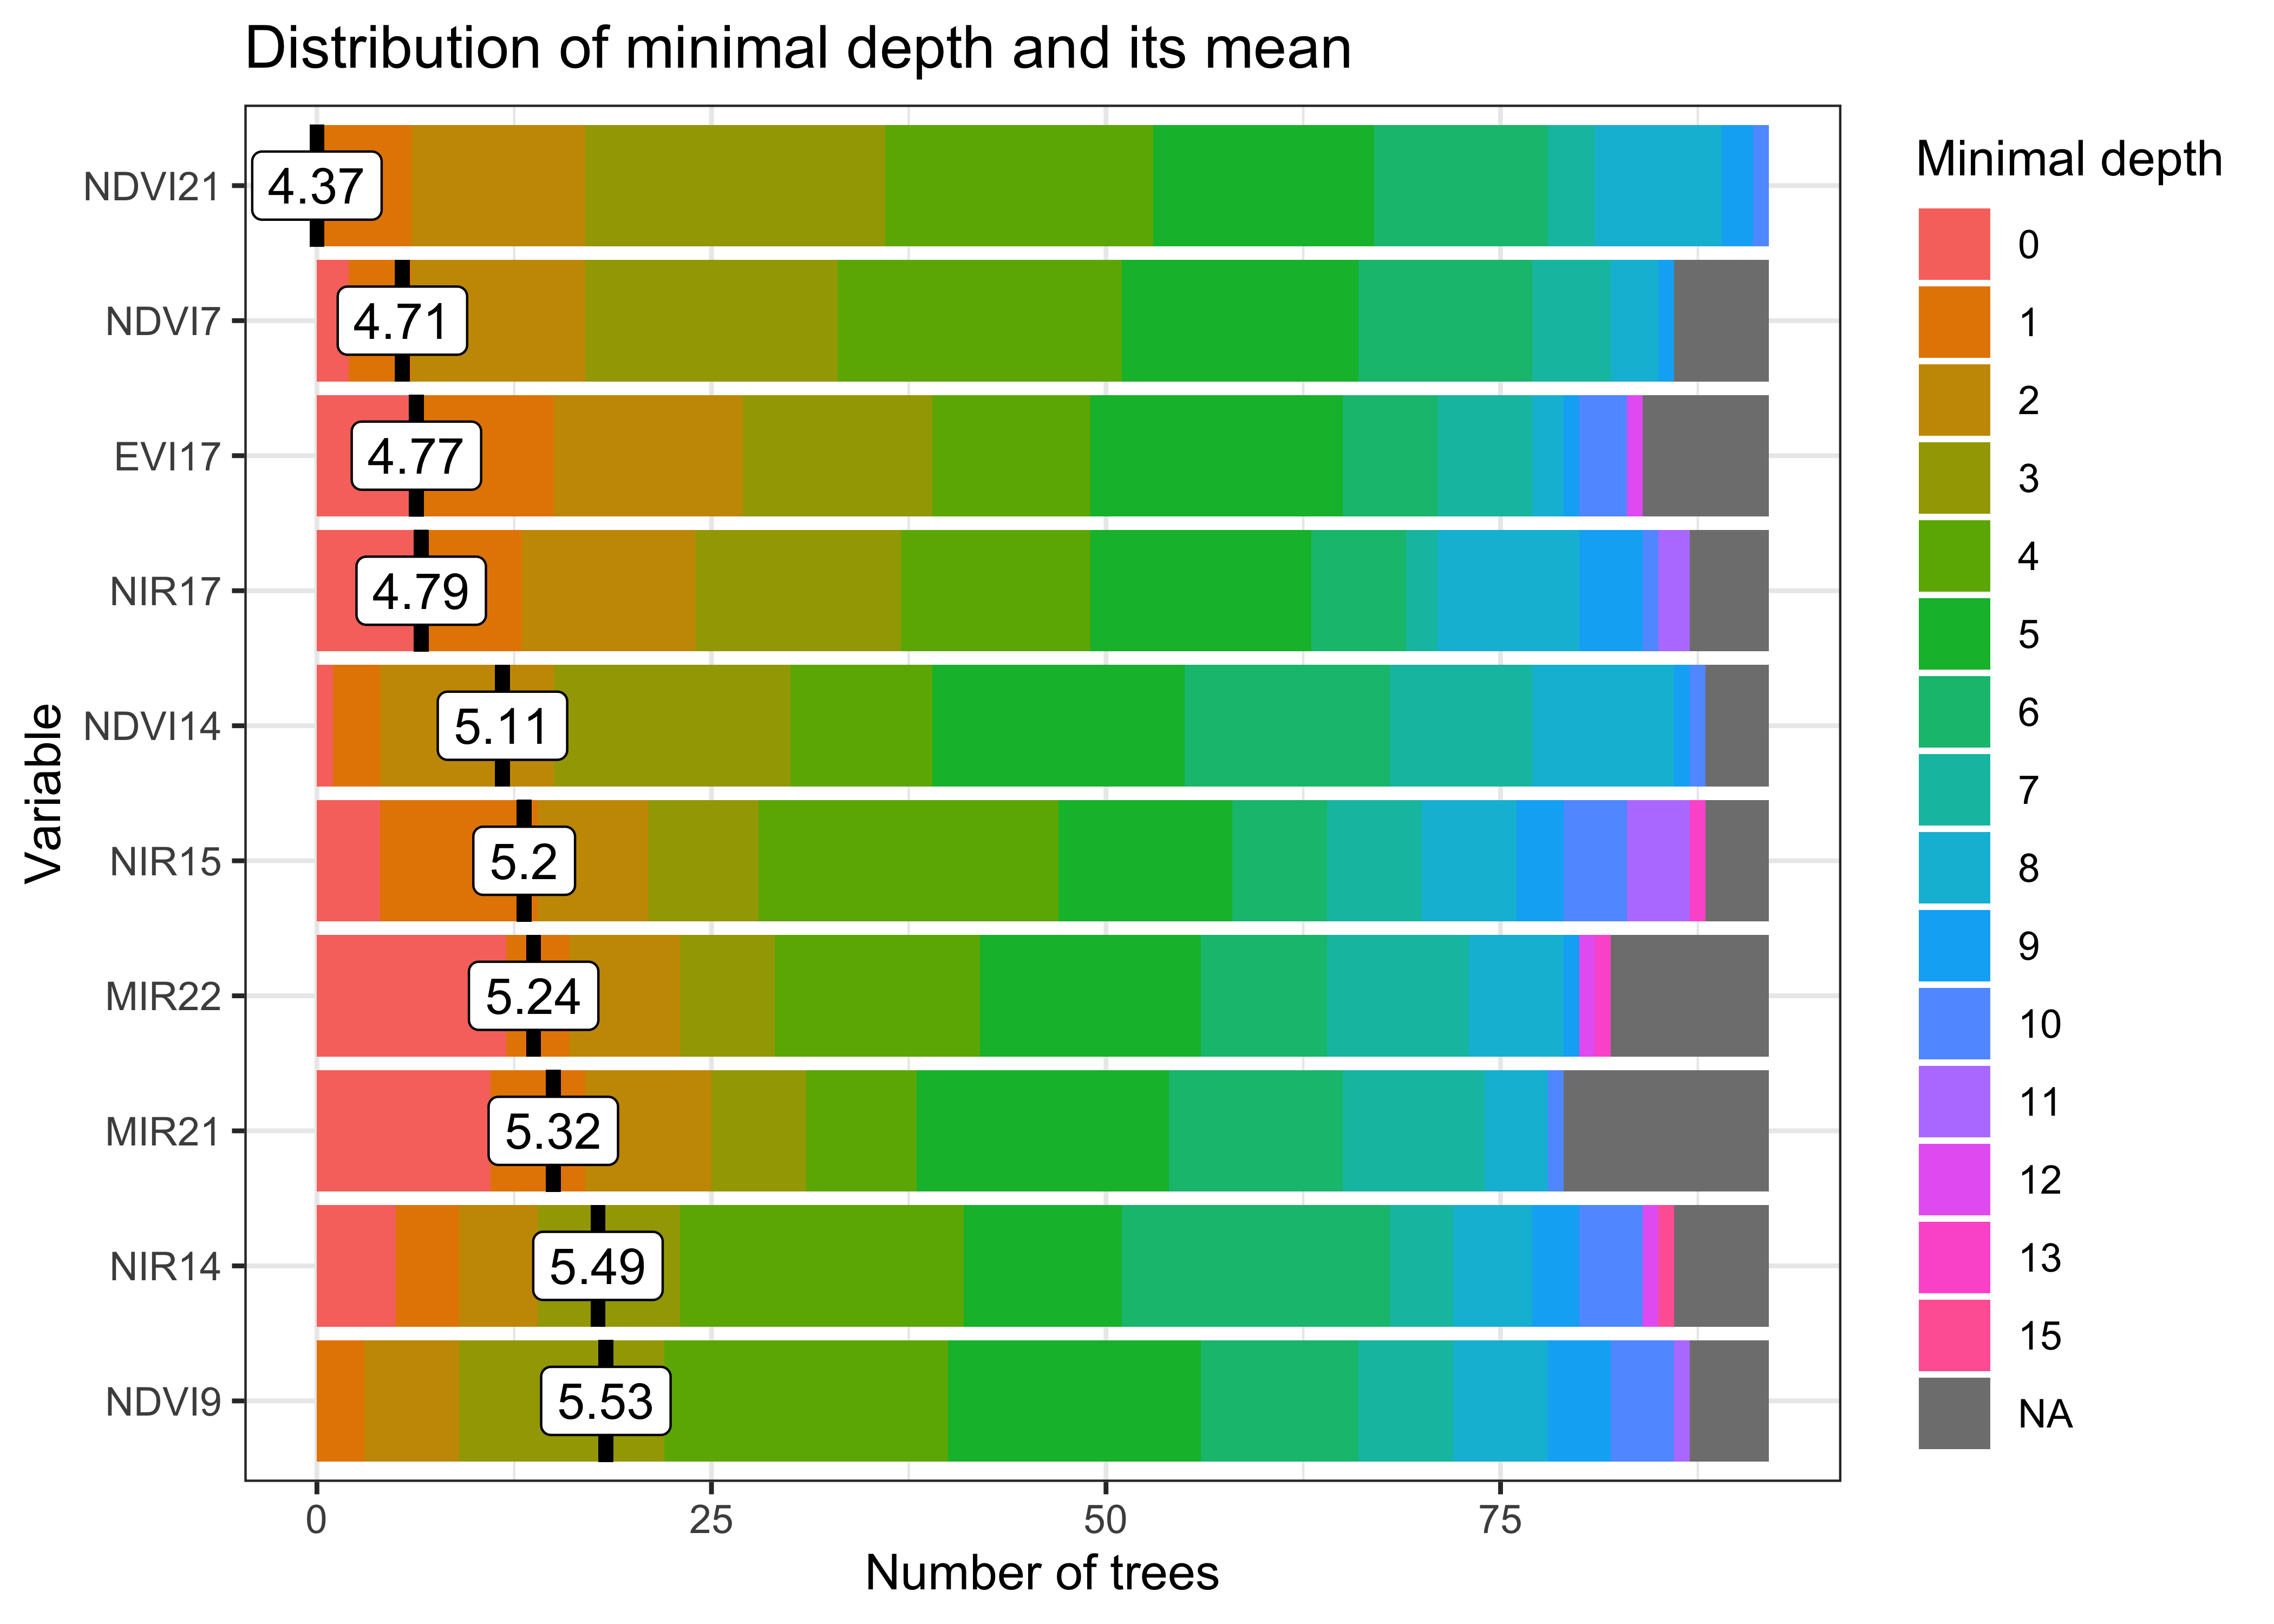 Distribution of minimal depth and its mean
Variable
NDVI21 4.37
NDVI7 4.71
EVI17 4.77
NIR17 4.79
NDVI14 5.11
NIR15 5.2
MIR22 5.24
MIR21 5.32
NIR14 5.49
NDVI9 5.53
0 25 50 75
Number of trees
Minimal depth
0
1
2
3
4
5
6
7
8
9
10
11
12
13
15
NA